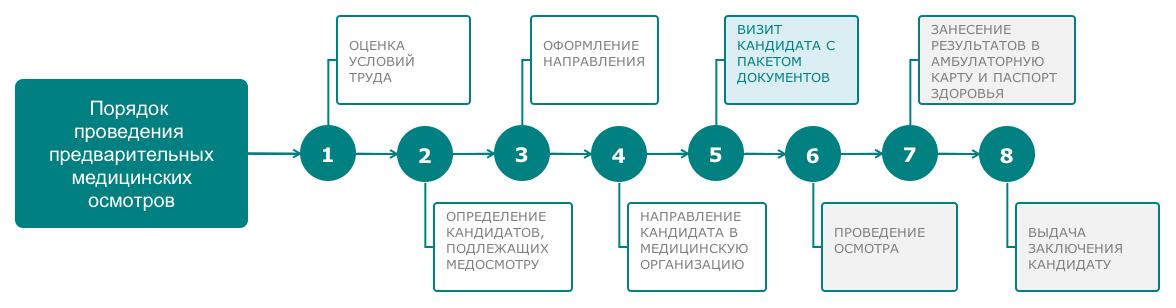 Порядок
проведения
предварительных
медицинских
осмотров
1
ОЦЕНКА
УСЛОВИЙ
ТРУДА
2
ОПРЕДЕЛЕНИЕ
КАНДИДАТОВ,
ПОДЛЕЖАЩИХ
МЕДОСМОТРУ
3
ОФОРМЛЕНИЕ
НАПРАВЛЕНИЯ
4
НАПРАВЛЕНИЕ
КАНДИДАТА В
МЕДИЦИНСКУЮ
ОРГАНИЗАЦИЮ
5
ВИЗИТ
КАНДИДАТА С
ПАКЕТОМ
ДОКУМЕНТОВ
6
ПРОВЕДЕНИЕ
ОСМОТРА
7
ЗАНЕСЕНИЕ
РЕЗУЛЬТАТОВ В
АМБУЛАТОРНУЮ
КАРТУ И ПАСПОРТ
ЗДОРОВЬЯ
8
ВЫДАЧА
ЗАКЛЮЧЕНИЯ
КАНДИДАТУ